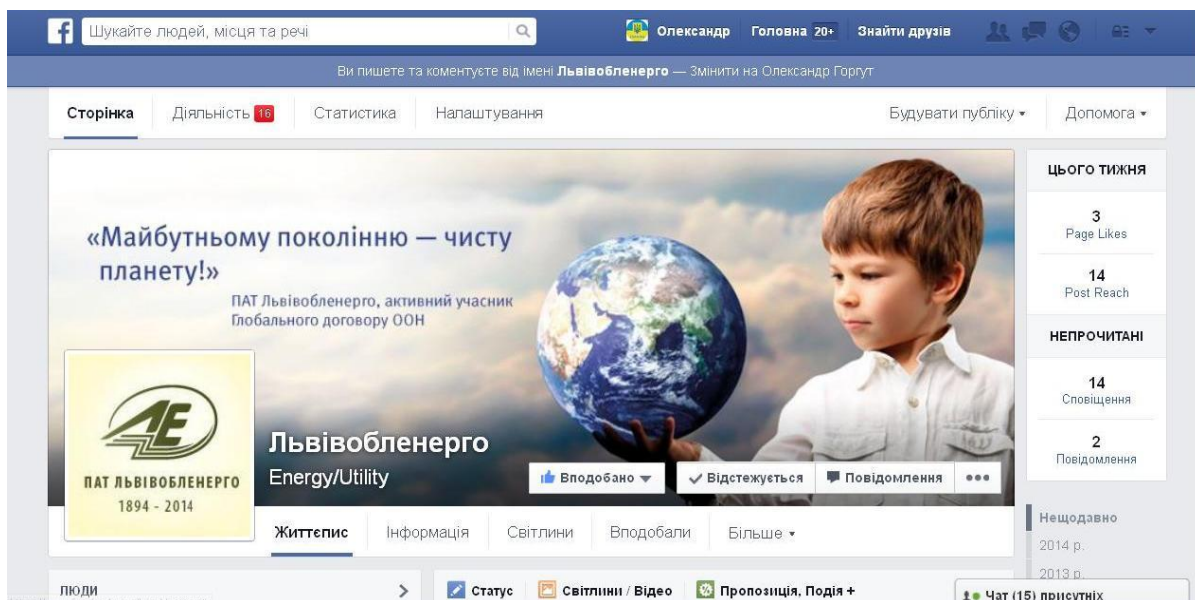 Шукайте людей, місця та речі
Олександр Головна 20+ Знайти друзів
Ви пишете та коментуєте від імені Львівобленерго — Змінити на Олександр Горгут
Сторінка Діяльність 16 Статистика Налаштування Будувати публіку Допомога
«Майбутньому поколінню — чисту
планету!»
ПАТ Львівобленерго, активний учасник
Глобального договору ООН
ЛЕ
ПАТ ЛЬВІВОБЛЕНЕРГО
1894 - 2014
Львівобленерго
Energy/Utility
Вподобано Відстежується Повідомлення
Життєпис Інформація Світлини Вподобали Більше
ЦЬОГО ТИЖНЯ
3
Page Likes
14
Post Reach
НЕПРОЧИТАНІ
14
Сповіщення
2
Повідомлення
Нещодавно
2014 р.
2013 р.
ЛЮДИ
Статус Світлини / Відео Пропозиція, Подія +
Чат (15) присутніх